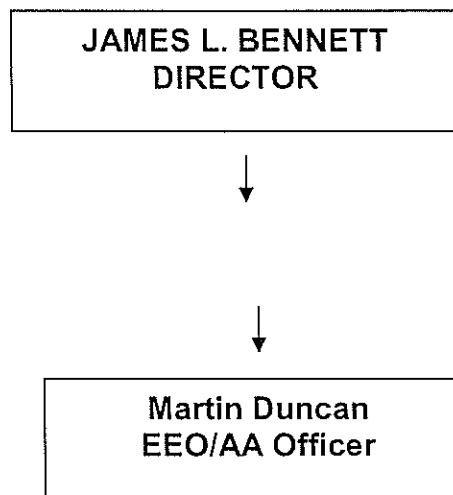 JAMES L. BENNETT
DIRECTOR
Martin Duncan
EEO/AA Officer